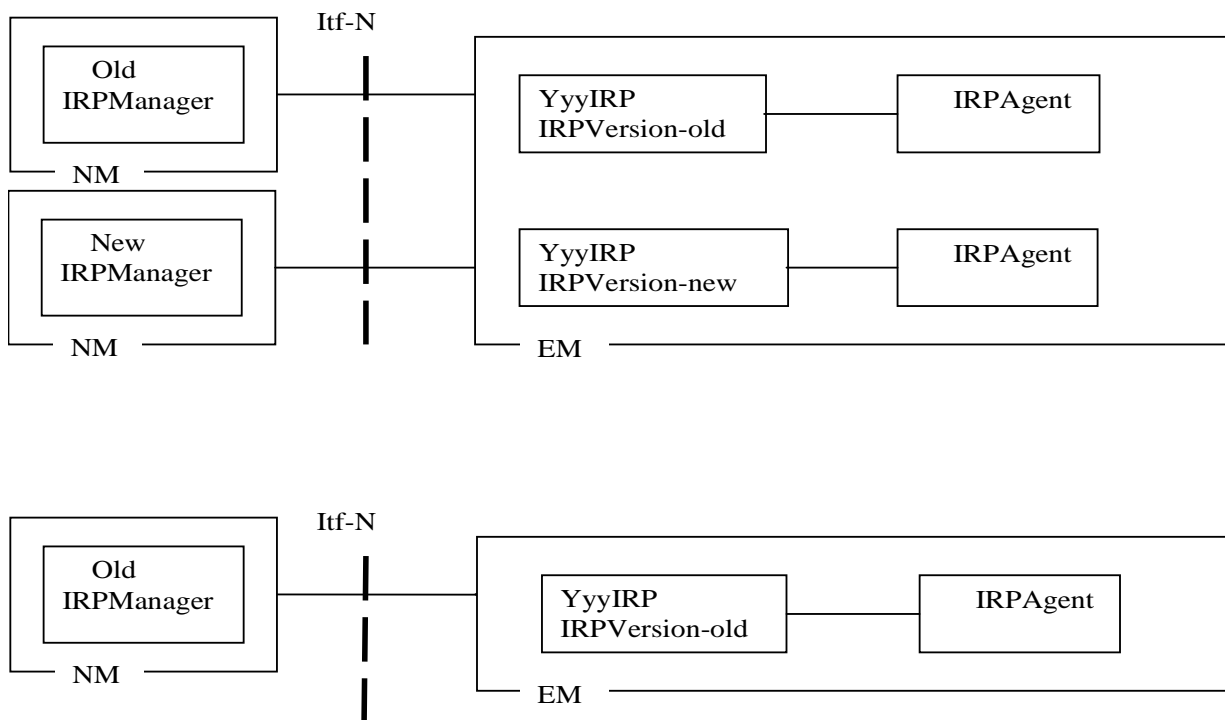 Itf-N
Old
IRPManager
NM
YyyIRP
IRPVersion-old
IRPAgent
New
IRPManager
NM
YyyIRP
IRPVersion-new
IRPAgent
EM
Itf-N
Old
IRPManager
NM
YyyIRP
IRPVersion-old
IRPAgent
EM